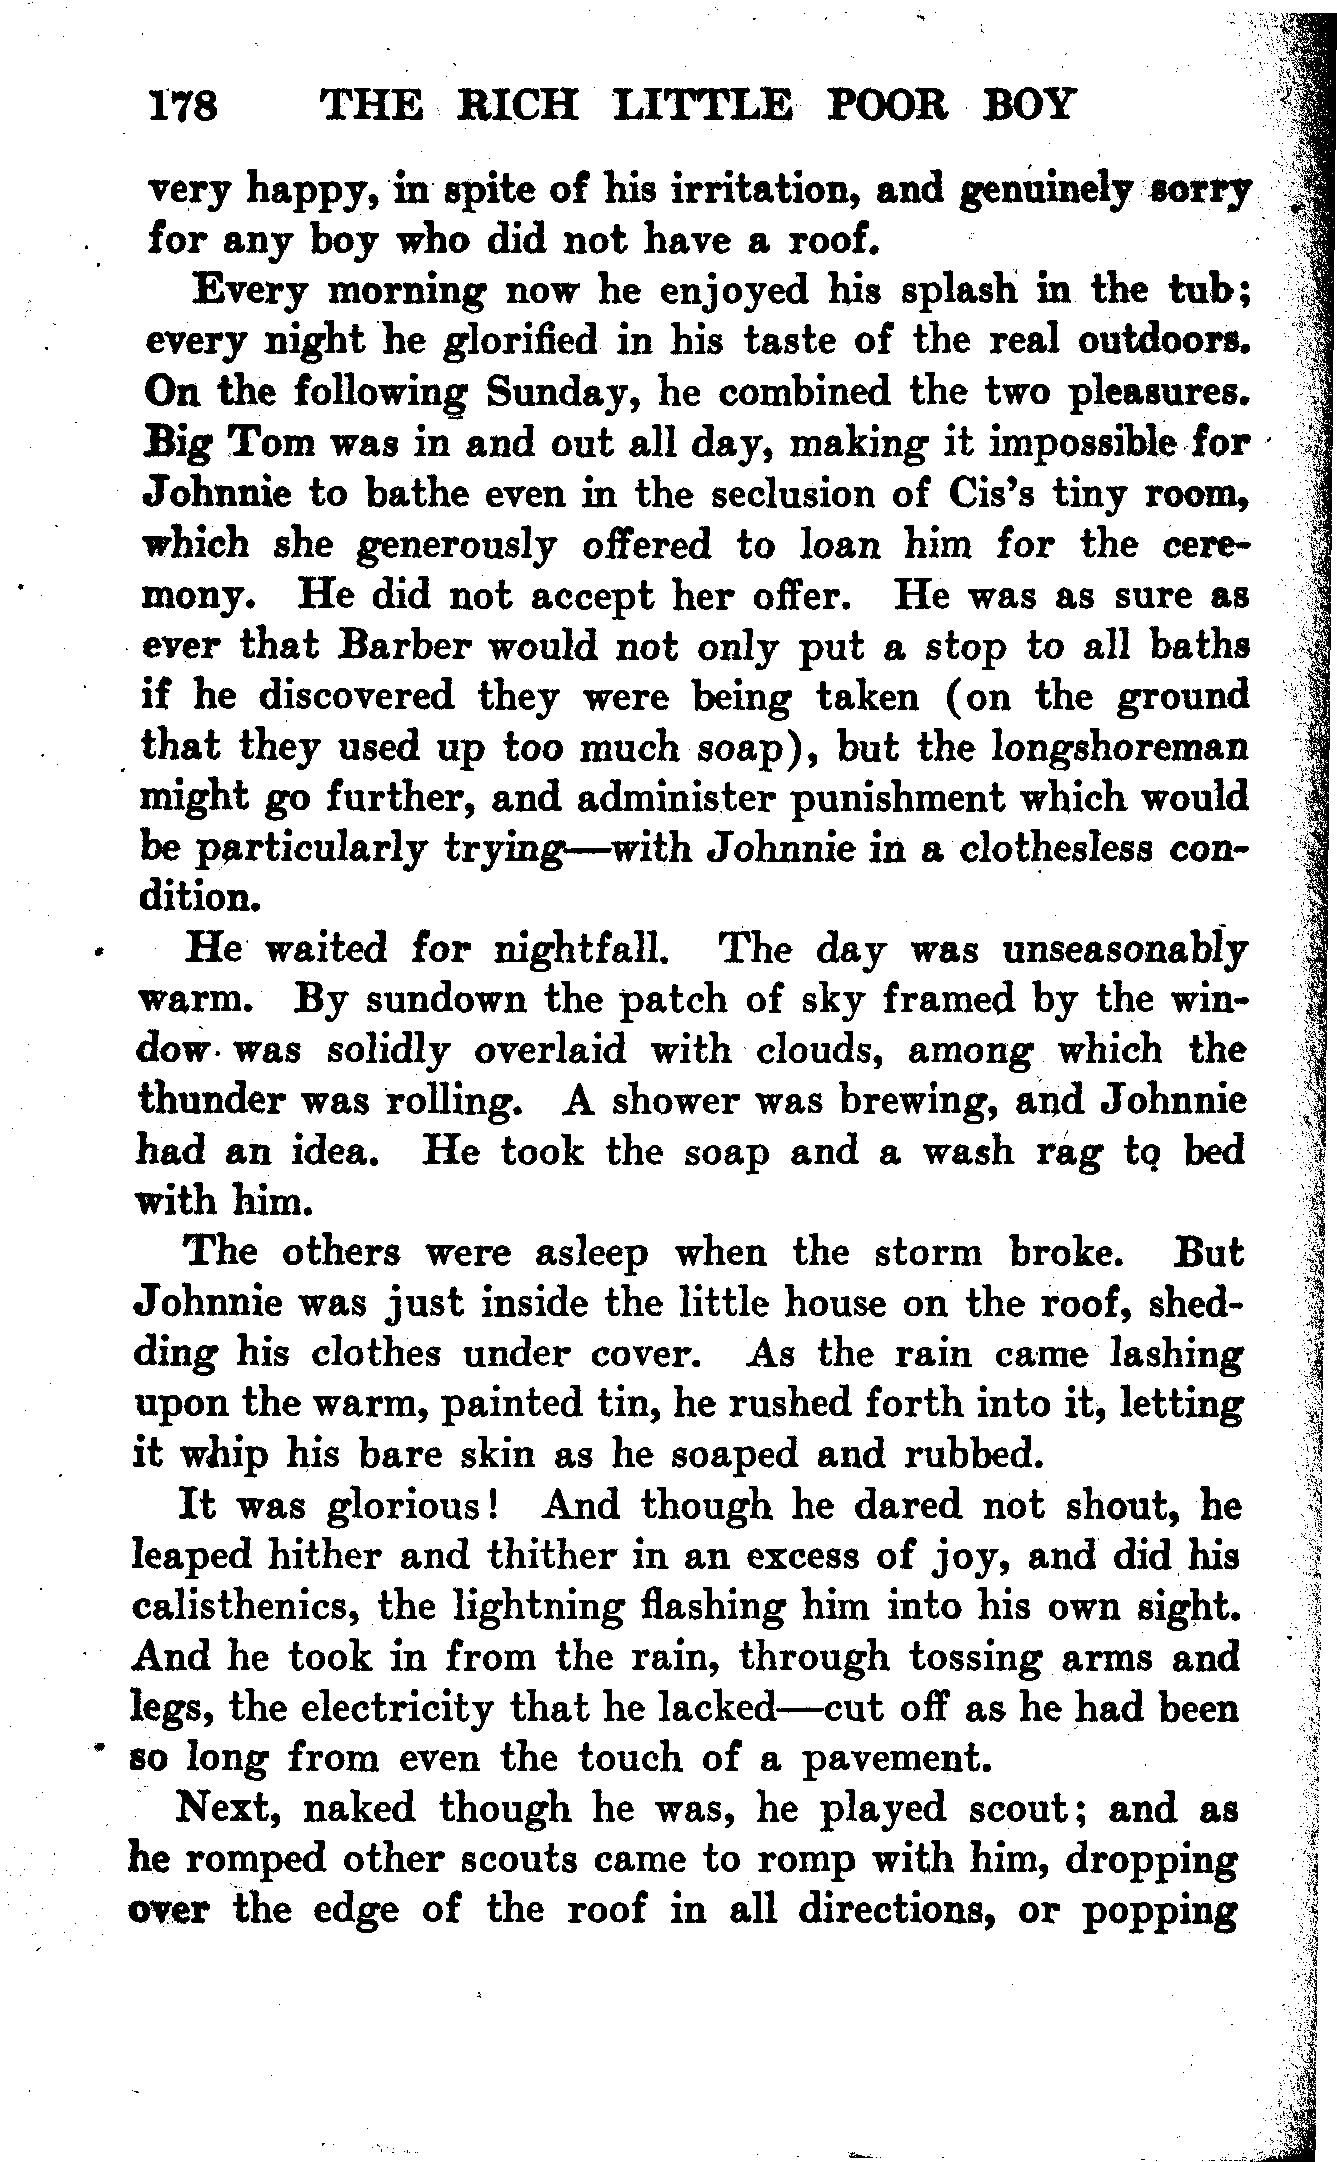 178 THE RICH LITTLE POOR BOY
very happy, in spite of his irritation, and genuinely sorry
for any boy who did not have a roof.
Every morning now he enjoyed his splash in the tub;
every night he glorified in his taste of the real outdoors.
On the following Sunday, he combined the two pleasures.
Big Tom was in and out all day, making it impossible for
Johnnie to bathe even in the seclusion of Cis's tiny room,
which she generously offered to loan him for the cere-
mony. He did not accept her offer. He was as sure as
ever that Barber would not only put a stop to all baths
if he discovered they were being taken (on the ground
that they used up too much soap), but the longshoreman
might go further, and administer punishment which would
be particularly trying—with Johnnie in a clothesless con-
dition.
He waited for nightfall. The day was unseasonably
warm. By sundown the patch of sky framed by the win-
dow was solidly overlaid with clouds, among which the
thunder was rolling. A shower was brewing, and Johnnie
had an idea. He took the soap and a wash rag to bed
with him.
The others were asleep when the storm broke. But
Johnnie was just inside the little house on the roof, shed-
ding his clothes under cover. As the rain came lashing
upon the warm, painted tin, he rushed forth into it, letting
it whip his bare skin as he soaped and rubbed.
It was glorious! And though he dared not shout, he
leaped hither and thither in an excess of joy, and did his
calisthenics, the lightning flashing him into his own sight.
And he took in from the rain, through tossing arms and
legs, the electricity that he lacked—cut off as he had been
so long from even the touch of a pavement.
Next, naked though he was, he played scout; and as
he romped other scouts came to romp with him, dropping
over the edge of the roof in all directions, or popping